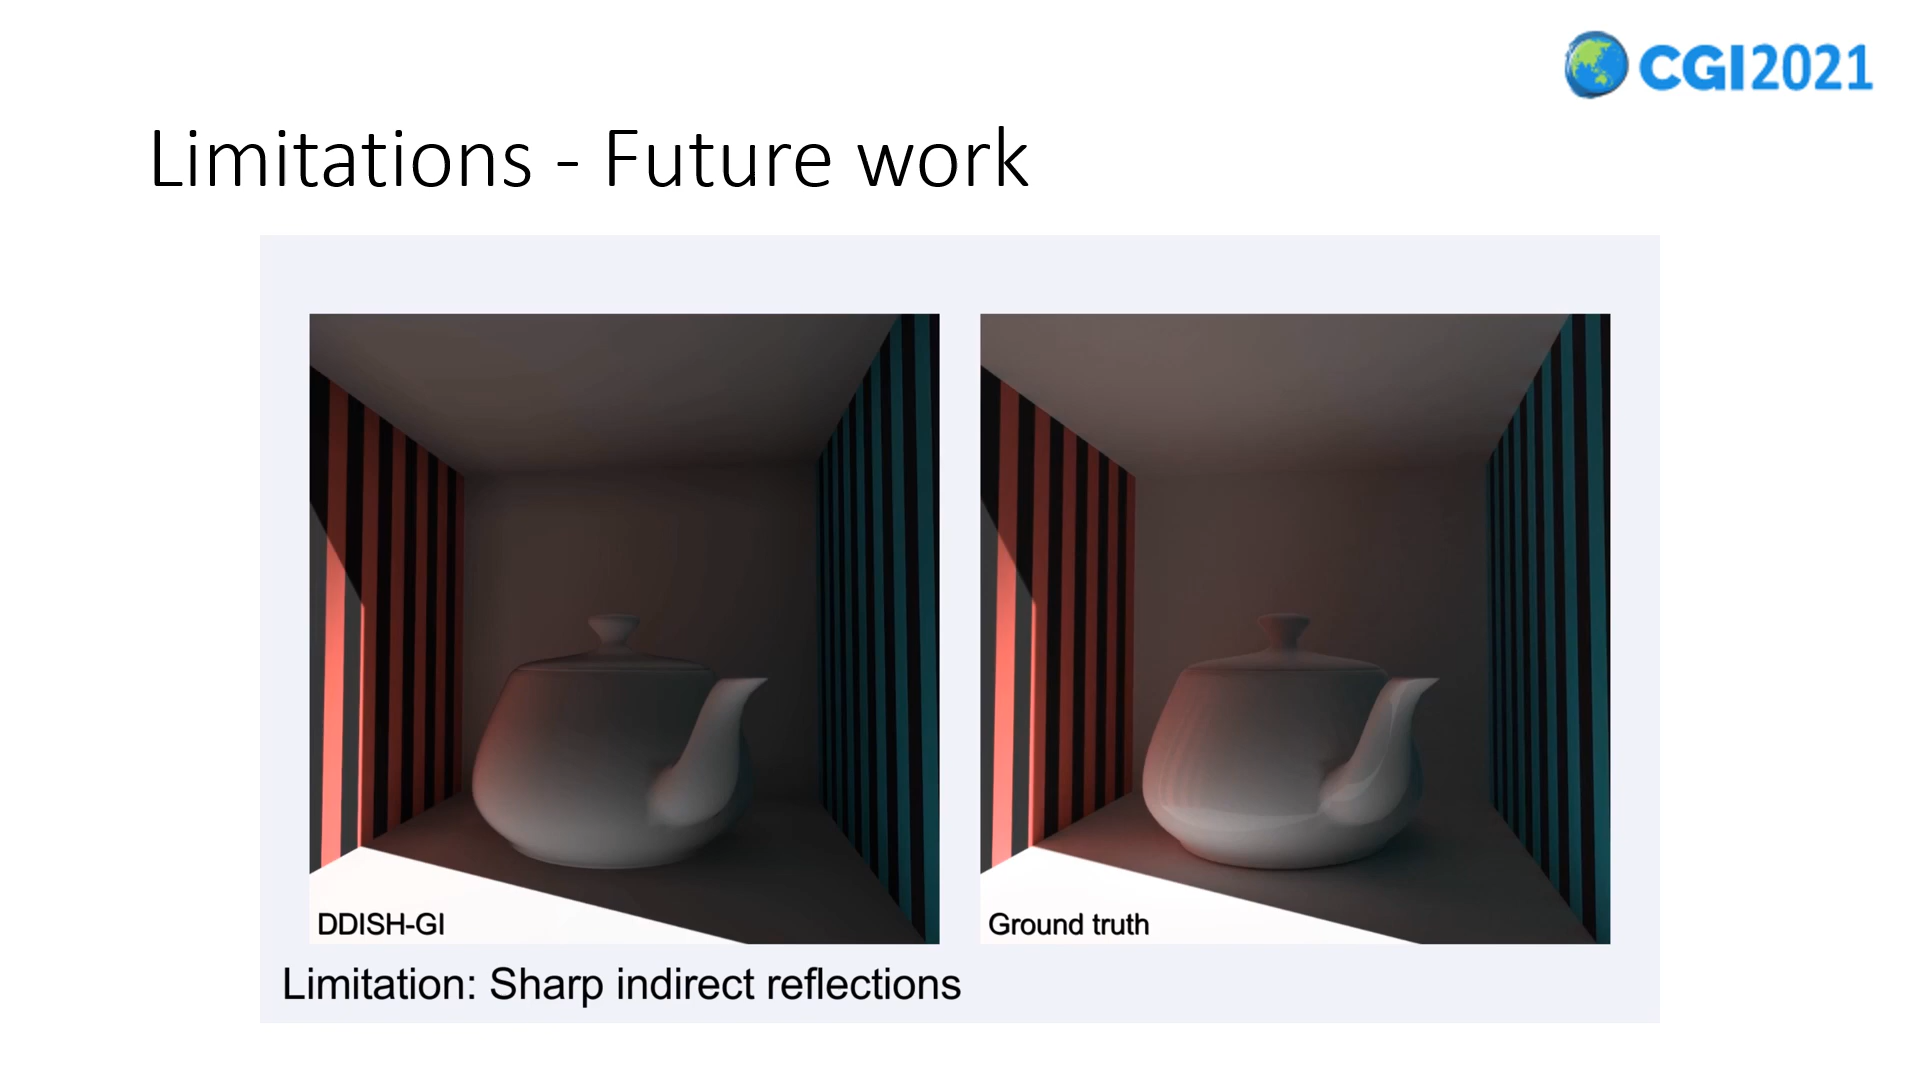 CGI2021
Limitations - Future work
DDISH-GI
Ground truth
Limitation: Sharp indirect reflections